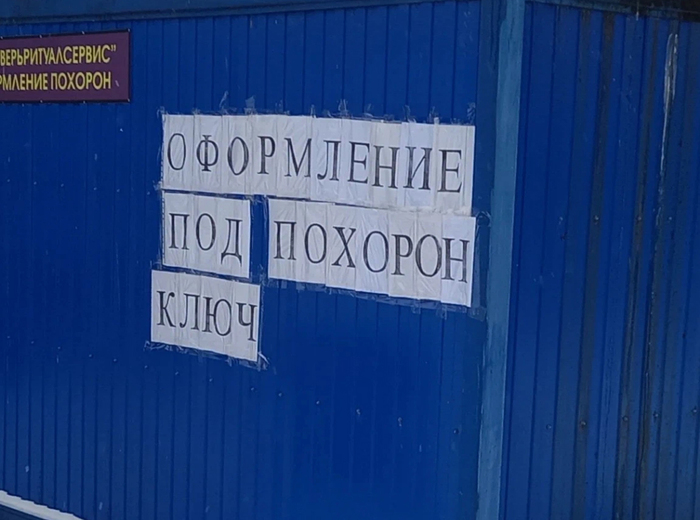 ВЕРЬРИТУАЛСЕРВИС"
РМЛЕНИЕ ПОХОРОН
ОФОРМЛЕНИЕ
ПОД ПОХОРОН
КЛЮЧ